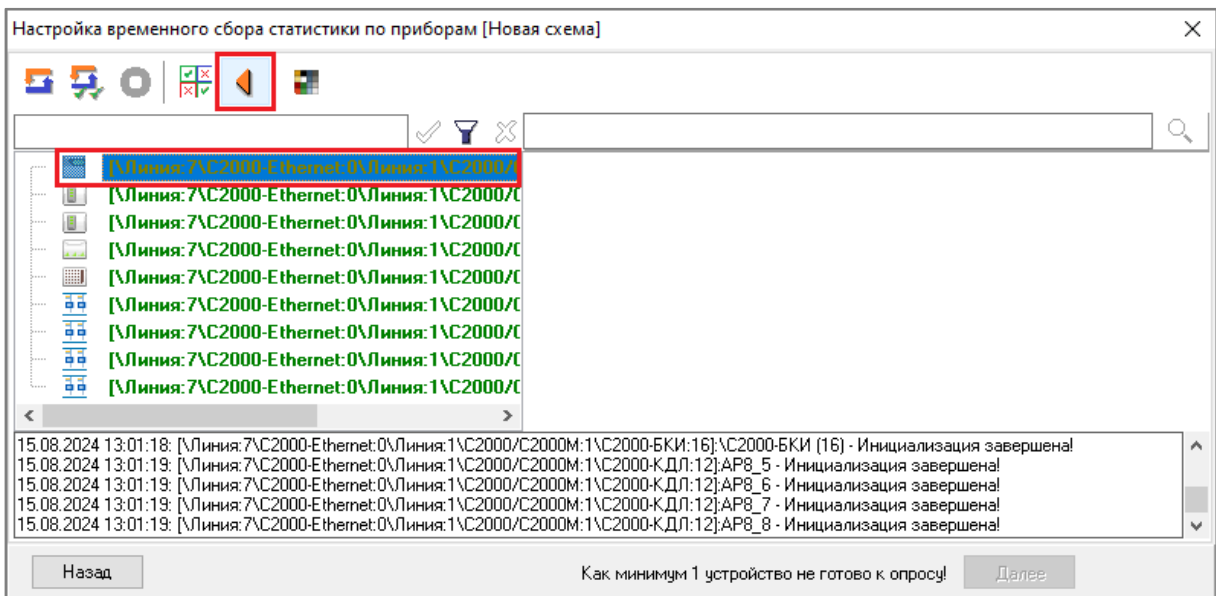 Настройка временного сбора статистики по приборам [Новая схема]
[\Линия:7\С2000-Ethernet:0\Линия:1\С2000/С
[\Линия:7\С2000-Ethernet:0\Линия:1\С2000/С
[\Линия:7\С2000-Ethernet:0\Линия:1\С2000/С
[\Линия:7\С2000-Ethernet:0\Линия:1\С2000/С
[\Линия:7\С2000-Ethernet:0\Линия:1\С2000/С
[\Линия:7\С2000-Ethernet:0\Линия:1\С2000/С
[\Линия:7\С2000-Ethernet:0\Линия:1\С2000/С
[\Линия:7\С2000-Ethernet:0\Линия:1\С2000/С
[\Линия:7\С2000-Ethernet:0\Линия:1\С2000/С
15.08.2024 13:01:18: [\Линия:7\С2000-Ethernet:0\Линия:1\С2000/С2000М:1\С2000-БКИ:16]:\С2000-БКИ (16) - Инициализация завершена!
15.08.2024 13:01:19: [\Линия:7\С2000-Ethernet:0\Линия:1\С2000/С2000М:1\С2000-КДЛ:12]:АР8_5 - Инициализация завершена!
15.08.2024 13:01:19: [\Линия:7\С2000-Ethernet:0\Линия:1\С2000/С2000М:1\С2000-КДЛ:12]:АР8_6 - Инициализация завершена!
15.08.2024 13:01:19: [\Линия:7\С2000-Ethernet:0\Линия:1\С2000/С2000М:1\С2000-КДЛ:12]:АР8_7 - Инициализация завершена!
15.08.2024 13:01:19: [\Линия:7\С2000-Ethernet:0\Линия:1\С2000/С2000М:1\С2000-КДЛ:12]:АР8_8 - Инициализация завершена!
Назад
Как минимум 1 устройство не готово к опросу!
Далее